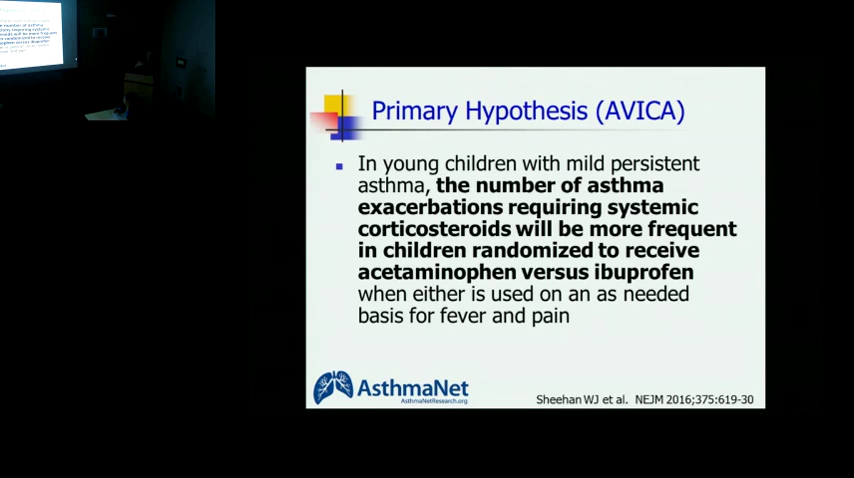 Primary Hypothesis (AVICA)
In young children with mild persistent
asthma, the number of asthma
exacerbations requiring systemic
corticosteroids will be more frequent
in children randomized to receive
acetaminophen versus ibuprofen
when either is used on an as needed
basis for fever and pain
AsthmaNet
AsthmaNetResearch.org
Sheehan WJ et al. NEJM 2016;375:619-30